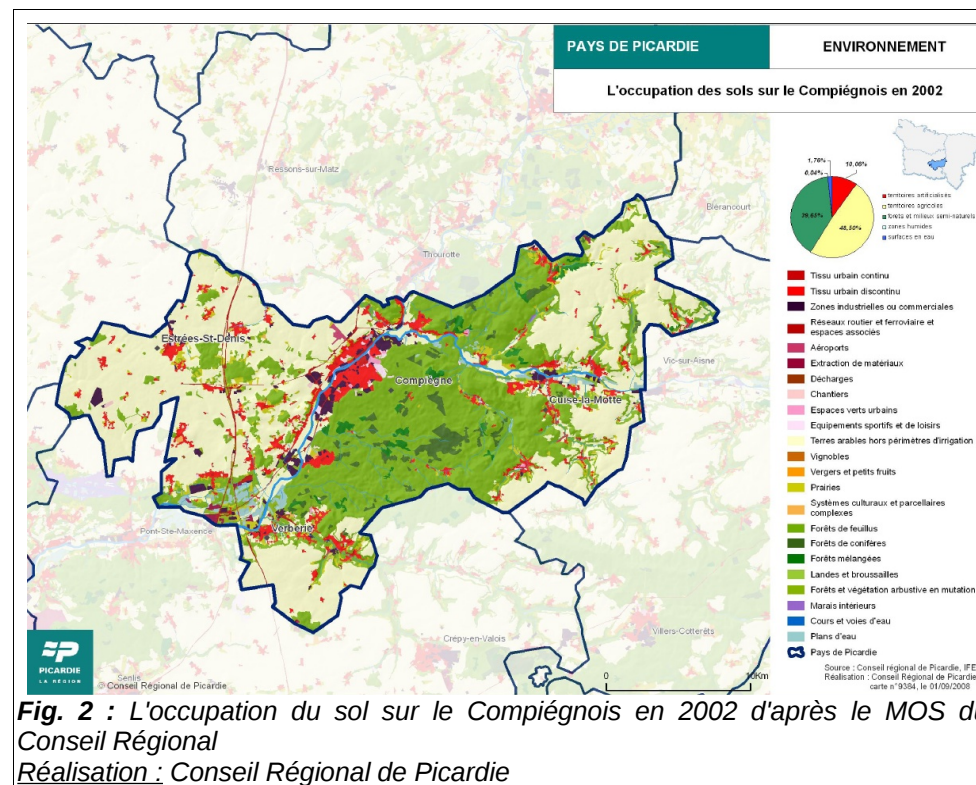 PAYS DE PICARDIE
ENVIRONNEMENT
L'occupation des sols sur le Compiégnois en 2002
Ressons-sur-Matz
Blérancourt
Thourotte
Estrées-St-Denis
Vic-sur-Aisne
Compiègne
Cuise-la-Motte
Pont-Ste-Maxence
Verberie
Crépy-en-Valois
Villers-Cotterêts
Senlis
PICARDIE
LA RÉGION
© Conseil Régional de Picardie
0
10Km
1,76%
10,06%
territoires artificialisés
territoires agricoles
forêts et milieux semi-naturels
zones humides
surfaces en eau
Tissu urbain continu
Tissu urbain discontinu
Zones industrielles ou commerciales
Réseaux routier et ferroviaire et
espaces associés
Aéroports
Extraction de matériaux
Décharges
Chantiers
Espaces verts urbains
Equipements sportifs et de loisirs
Terres arables hors périmètres d'irrigation
Vignobles
Vergers et petits fruits
Prairies
Systèmes culturaux et parcellaires
complexes
Forêts de feuillus
Forêts de conifères
Forêts mélangées
Landes et broussailles
Forêts et végétation arbustive en mutation
Marais intérieurs
Cours et voies d'eau
Plans d'eau
Pays de Picardie
Source : Conseil régional de Picardie, IFE
Réalisation : Conseil Régional de Picardie
carte n°9384, le 01/09/2008
Fig. 2 : L'occupation du sol sur le Compiégnois en 2002 d'après le MOS du
Conseil Régional
Réalisation : Conseil Régional de Picardie